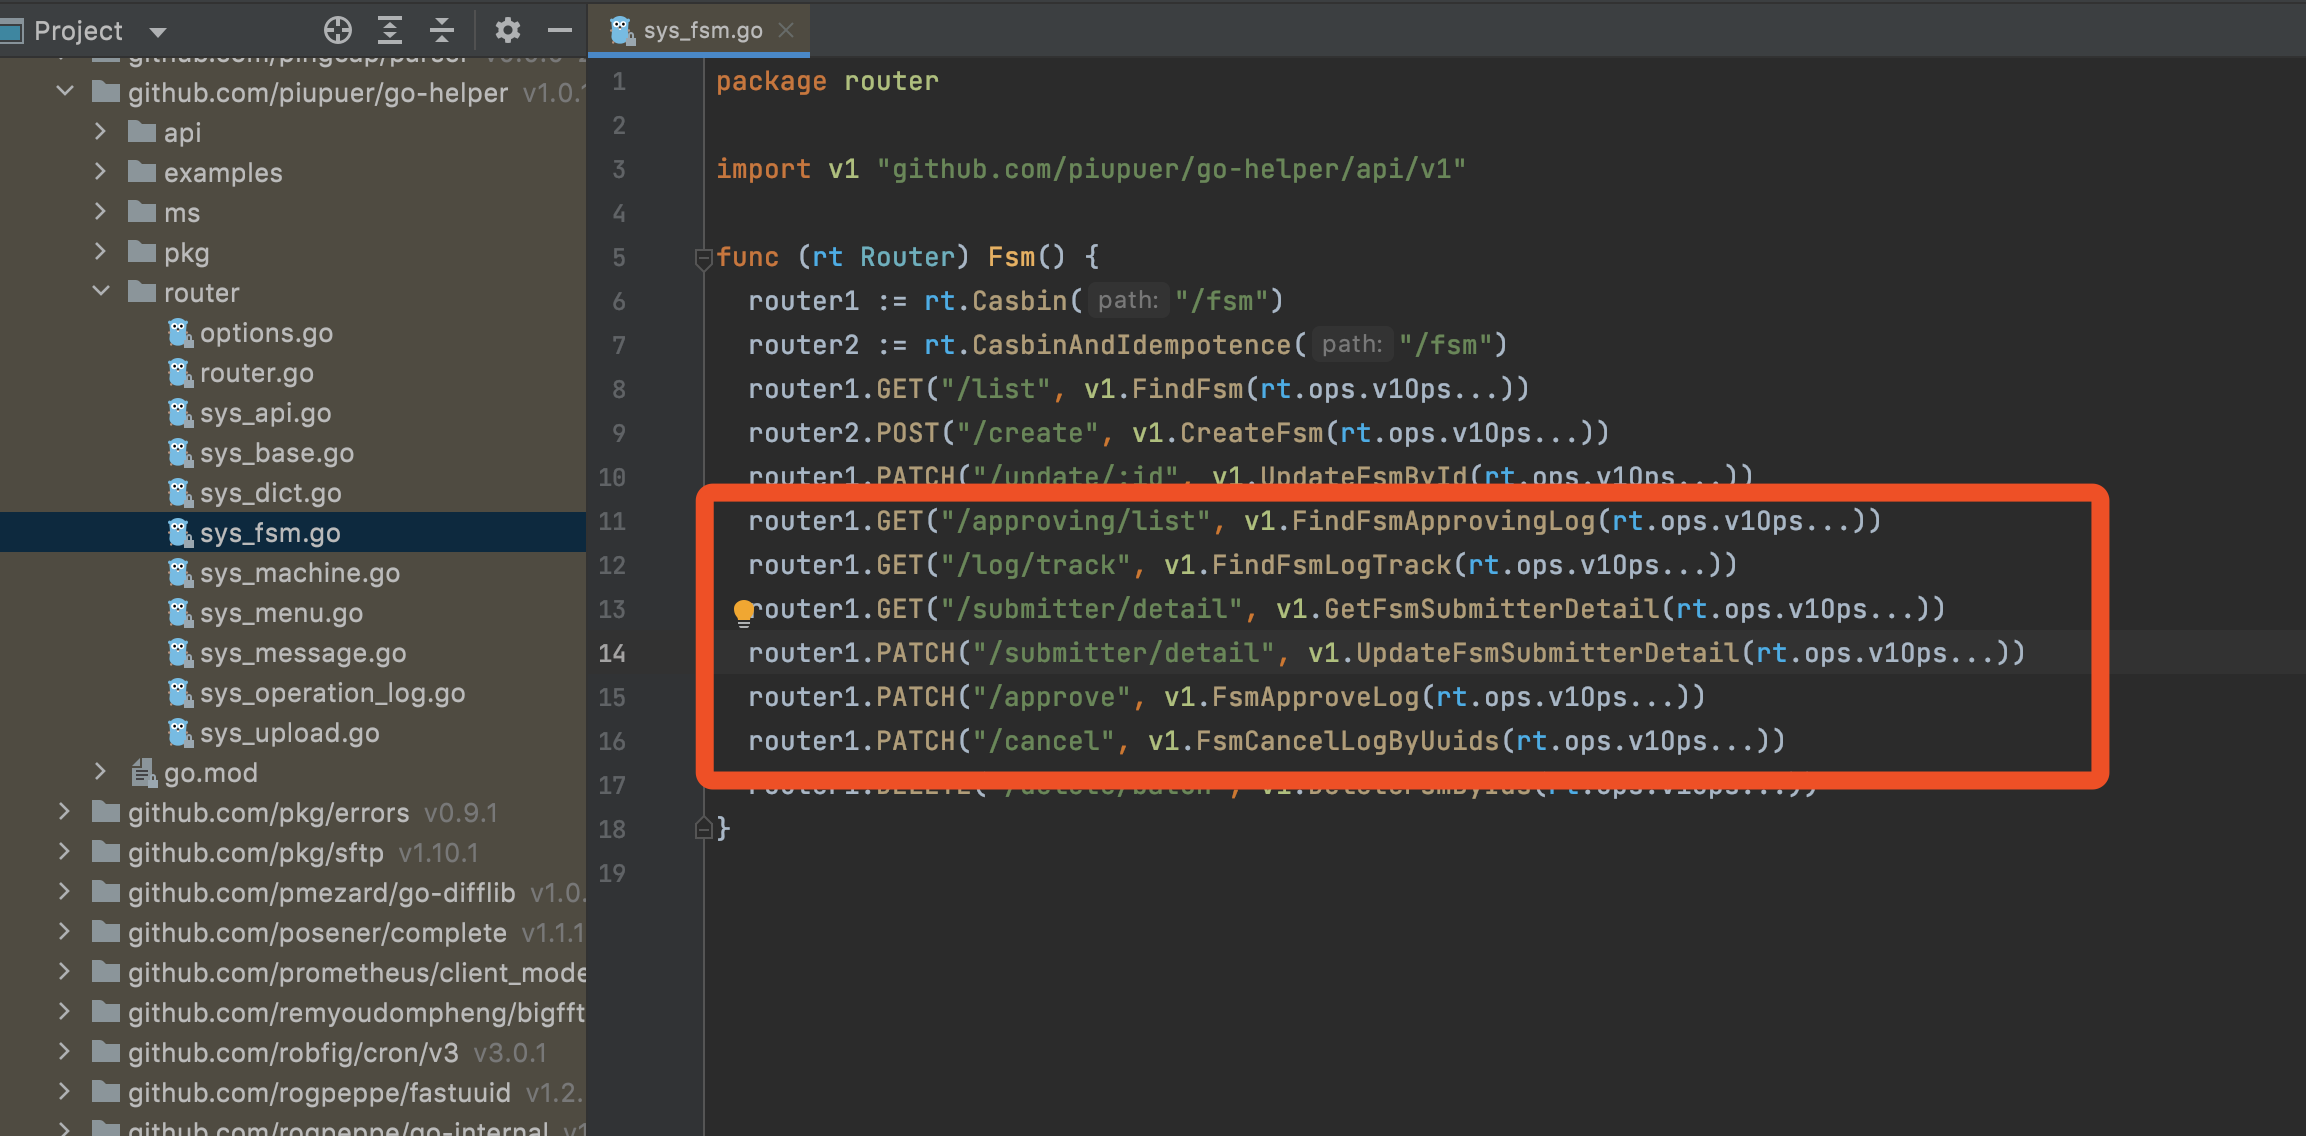 Project
github.com/pingcap/parser
github.com/piupuer/go-helper v1.0.1
api
examples
ms
pkg
router
options.go
router.go
sys_api.go
sys_base.go
sys_dict.go
sys_fsm.go
sys_machine.go
sys_menu.go
sys_message.go
sys_operation_log.go
sys_upload.go
go.mod
github.com/pkg/errors v0.9.1
github.com/pkg/sftp v1.10.1
github.com/pmezard/go-difflib v1.0.
github.com/posener/complete v1.1.1
github.com/prometheus/client_mode
github.com/remyoudompheng/bigfft
github.com/robfig/cron/v3 v3.0.1
github.com/rogpeppe/fastuuid v1.2.
github.com/rogpeppe/go-internal v1
sys_fsm.go
1 package router
2
3 import v1 "github.com/piupuer/go-helper/api/v1"
4
5 func (rt Router) Fsm() {
6 router1 := rt.Casbin( path: "/fsm")
7 router2 := rt.CasbinAndIdempotence( path: "/fsm")
8 router1.GET("/list", v1.FindFsm(rt.ops.v1Ops...))
9 router2.POST("/create", v1.CreateFsm(rt.ops.v1Ops...))
10 router1.PATCH("/update/:id", v1.UpdateFsmById(rt.ops.v1Ops...))
11 router1.GET("/approving/list", v1.FindFsmApprovingLog(rt.ops.v1Ops...))
12 router1.GET("/log/track", v1.FindFsmLogTrack(rt.ops.v1Ops...))
13 router1.GET("/submitter/detail", v1.GetFsmSubmitterDetail(rt.ops.v1Ops...))
14 router1.PATCH("/submitter/detail", v1.UpdateFsmSubmitterDetail(rt.ops.v1Ops...))
15 router1.PATCH("/approve", v1.FsmApproveLog(rt.ops.v1Ops...))
16 router1.PATCH("/cancel", v1.FsmCancelLogByUuids(rt.ops.v1Ops...))
17 router1.DELETE("/delete/batch", v1.DeleteFsmByIds(rt.ops.v1Ops...))
18 }
19